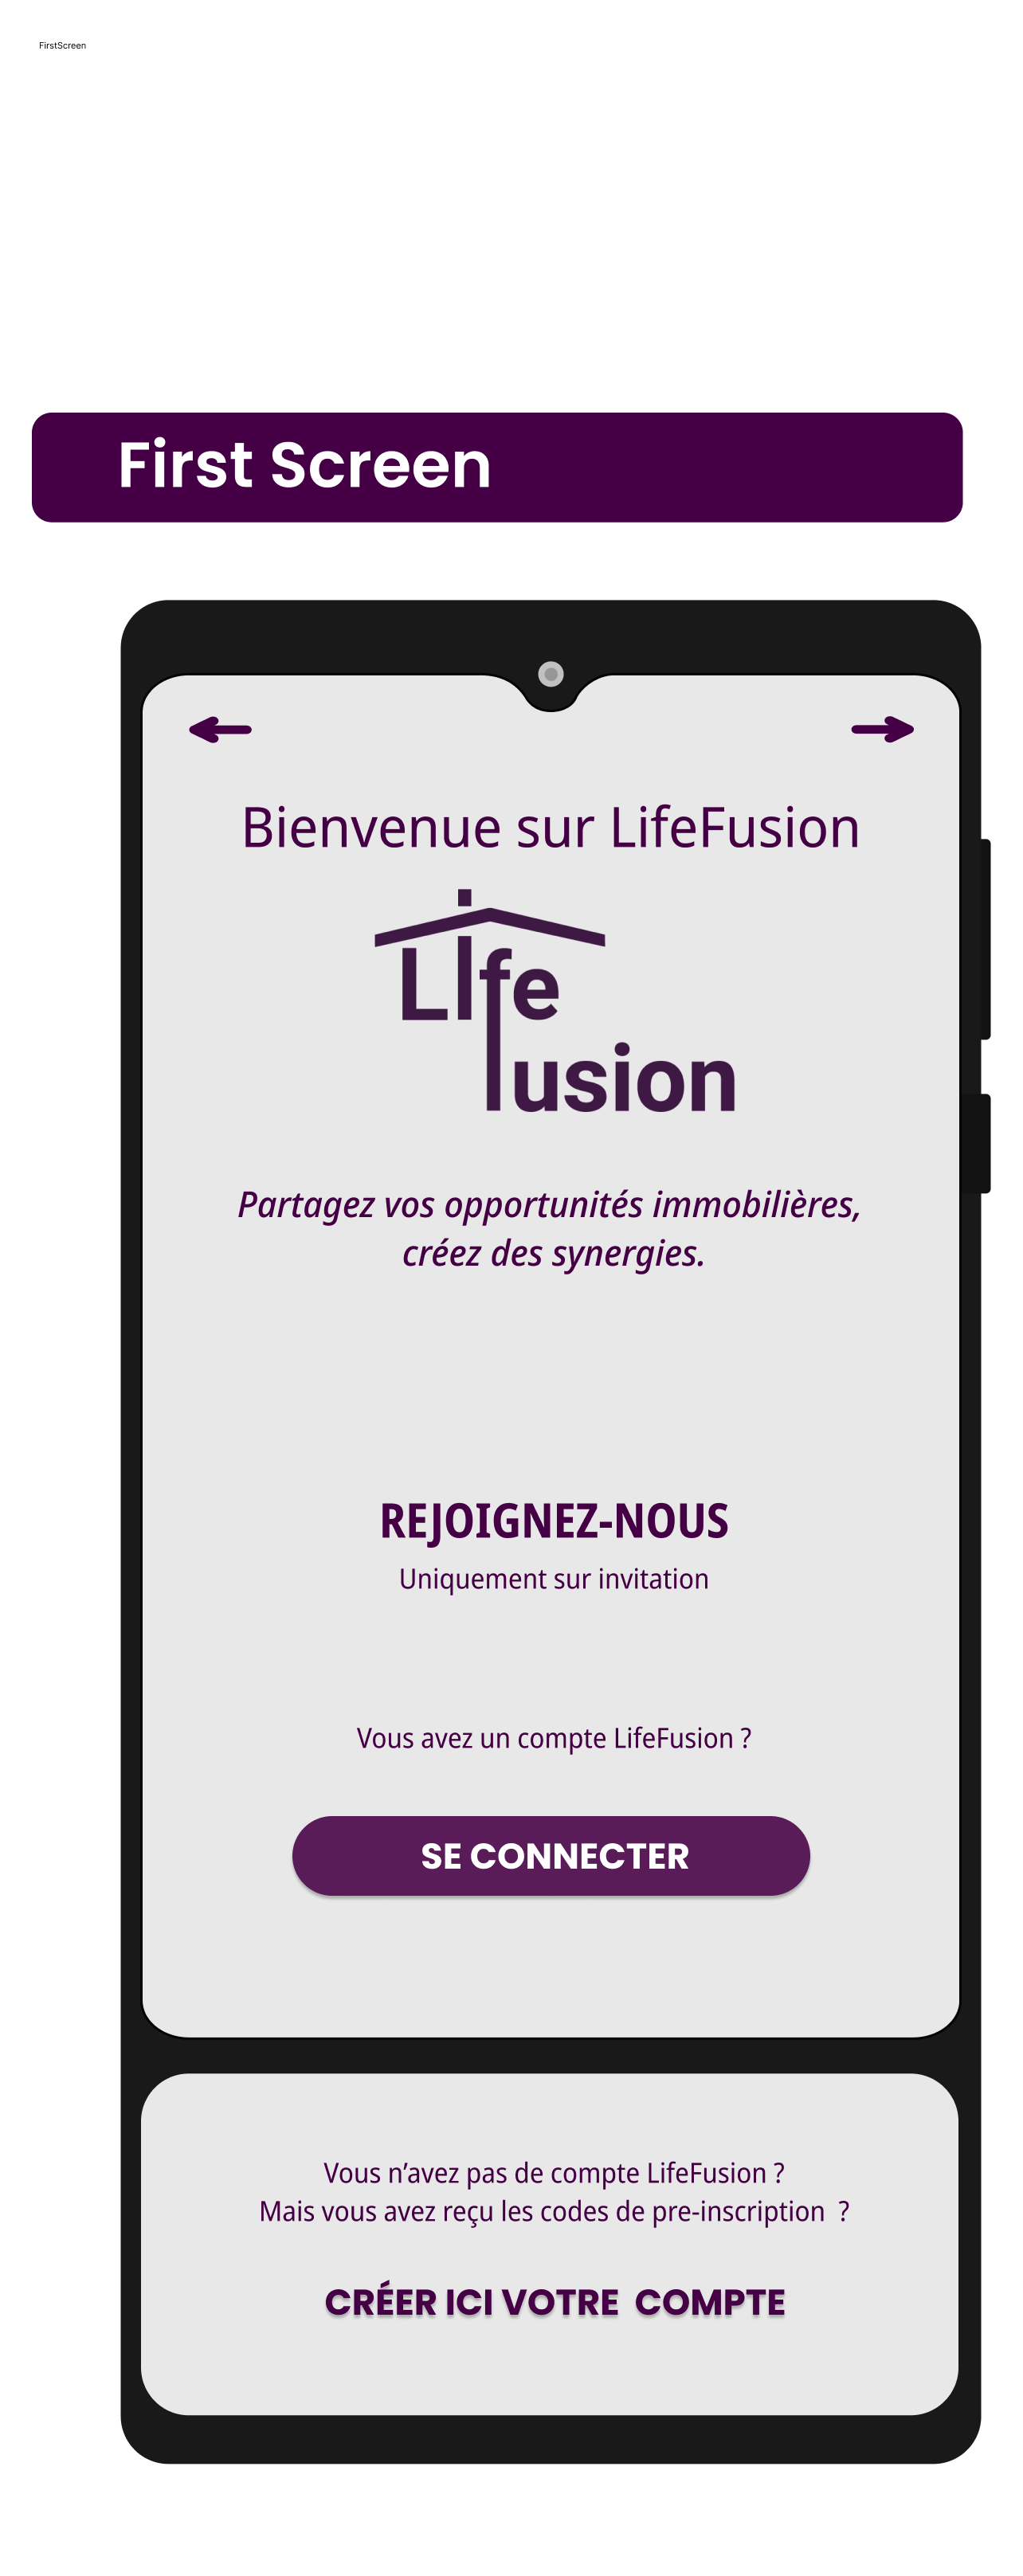 FirstScreen
First Screen
Bienvenue sur LifeFusion
Life
fusion
Partagez vos opportunités immobilières,
créez des synergies.
REJOIGNEZ-NOUS
Uniquement sur invitation
Vous avez un compte LifeFusion ?
SE CONNECTER
Vous n’avez pas de compte LifeFusion ?
Mais vous avez reçu les codes de pre-inscription  ?
CRÉER ICI VOTRE  COMPTE